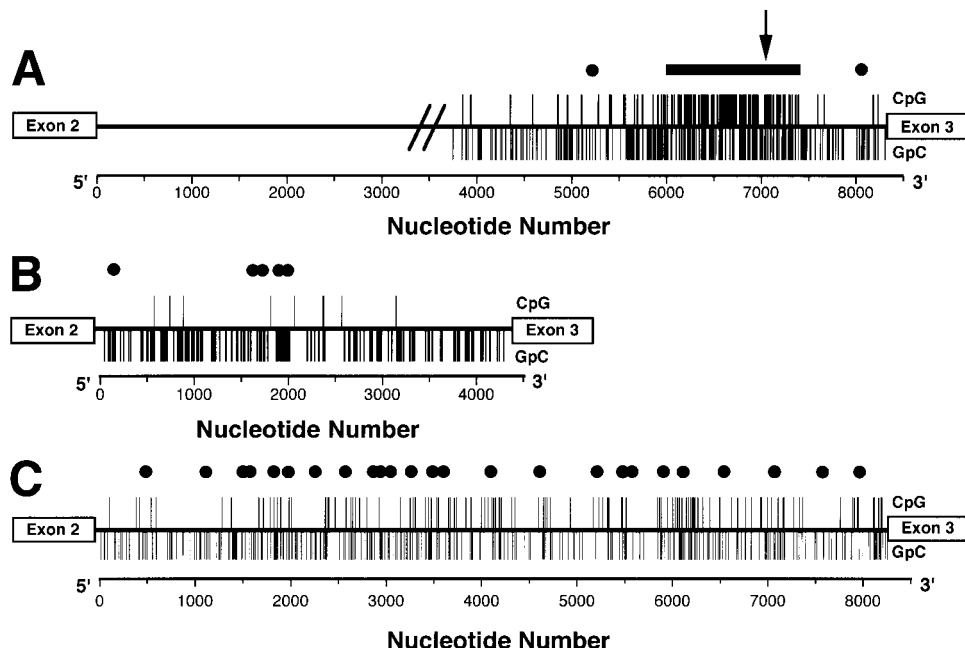 A
CpG
Exon 2
Exon 3
GpC
5' 0 1000 2000 3000 4000 5000 6000 7000 8000 3'
Nucleotide Number
B
CpG
Exon 2
Exon 3
GpC
5' 0 1000 2000 3000 4000 3'
Nucleotide Number
C
CpG
Exon 2
Exon 3
GpC
5' 0 1000 2000 3000 4000 5000 6000 7000 8000 3'
Nucleotide Number